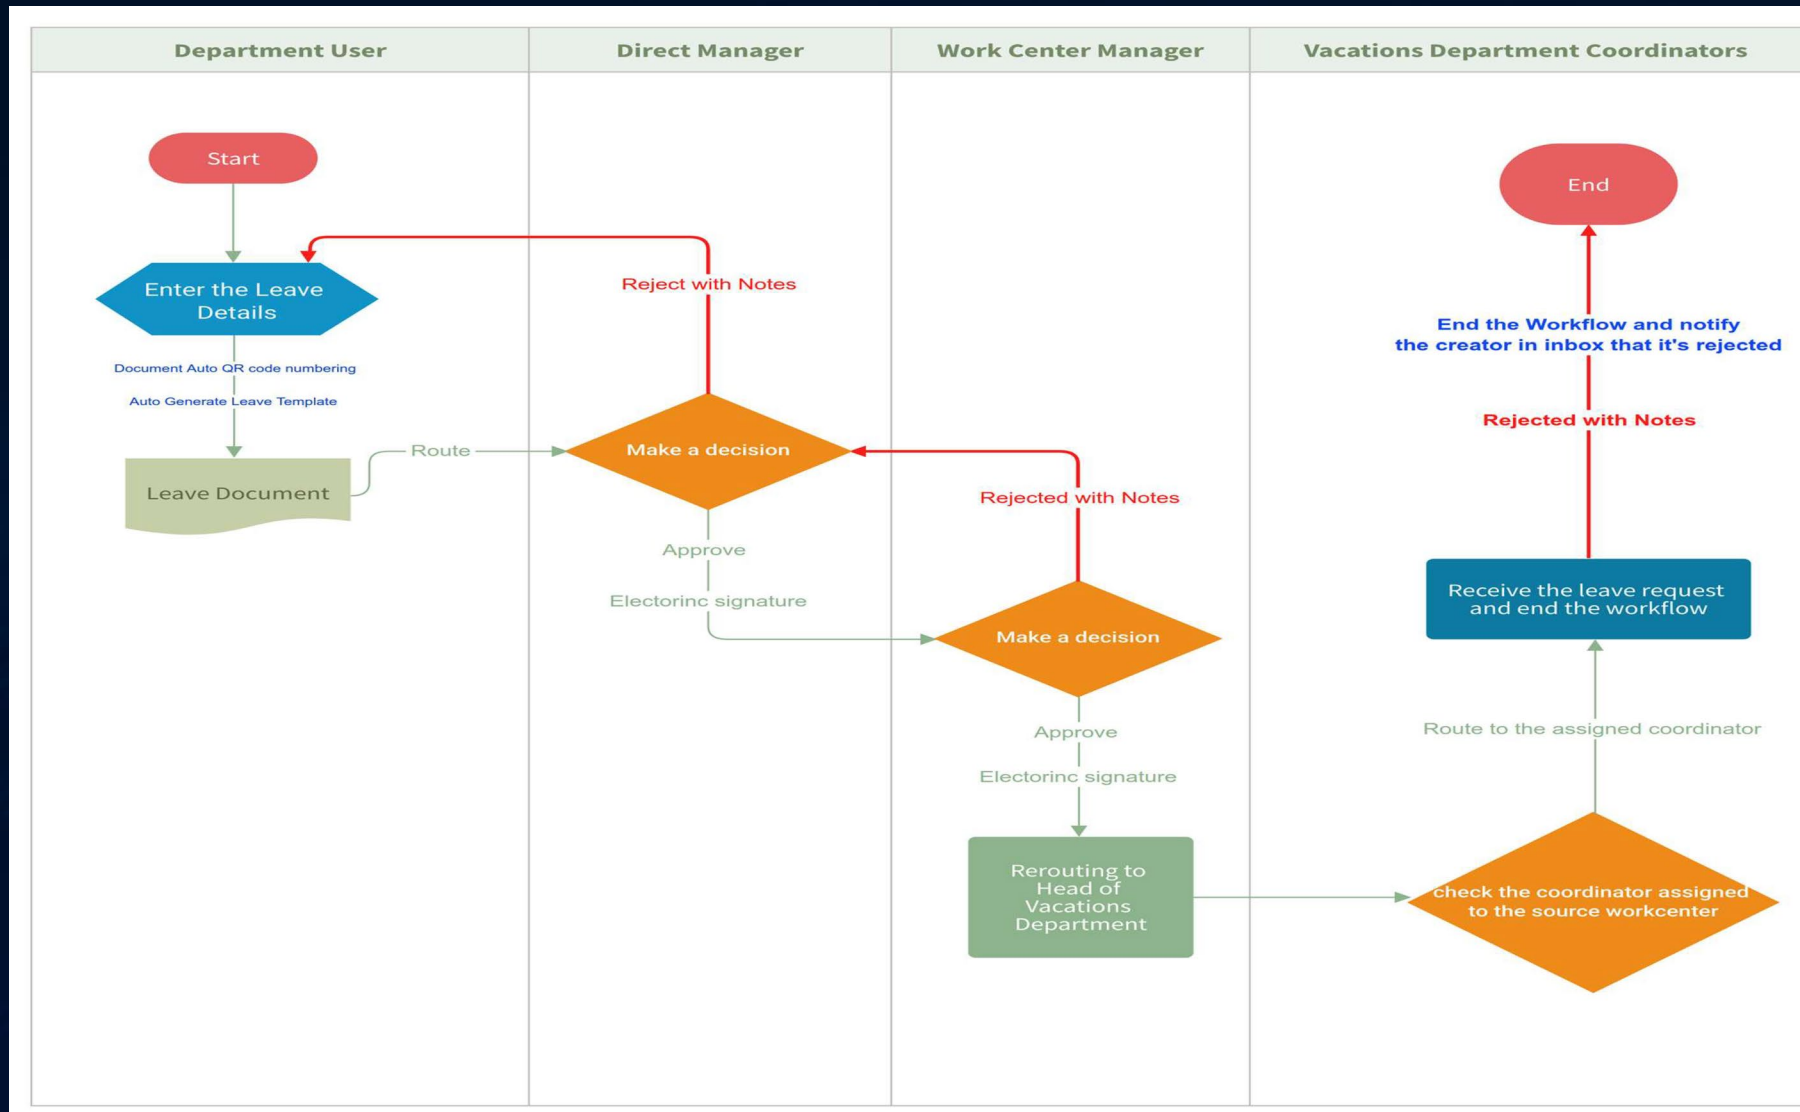 Department User
Direct Manager
Work Center Manager
Vacations Department Coordinators
Start
Enter the Leave
Details
Document Auto QR code numbering
Auto Generate Leave Template
Leave Document
Route
Reject with Notes
Make a decision
Approve
Electorinc signature
Rejected with Notes
Make a decision
Approve
Electorinc signature
Rerouting to
Head of
Vacations
Department
End
End the Workflow and notify
the creator in inbox that it's rejected
Rejected with Notes
Receive the leave request
and end the workflow
Route to the assigned coordinator
check the coordinator assigned
to the source workcenter